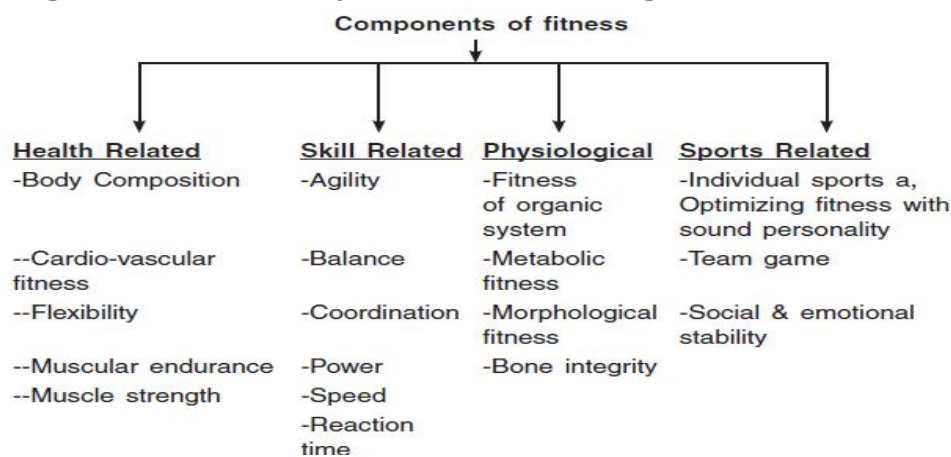 Components of fitness
Health Related
-Body Composition
--Cardio-vascular
fitness
--Flexibility
--Muscular endurance
--Muscle strength
Skill Related
-Agility
-Balance
-Coordination
-Power
-Speed
-Reaction
time
Physiological
-Fitness
of organic
system
-Metabolic
fitness
-Morphological
fitness
-Bone integrity
Sports Related
-Individual sports a,
Optimizing fitness with
sound personality
-Team game
-Social & emotional
stability